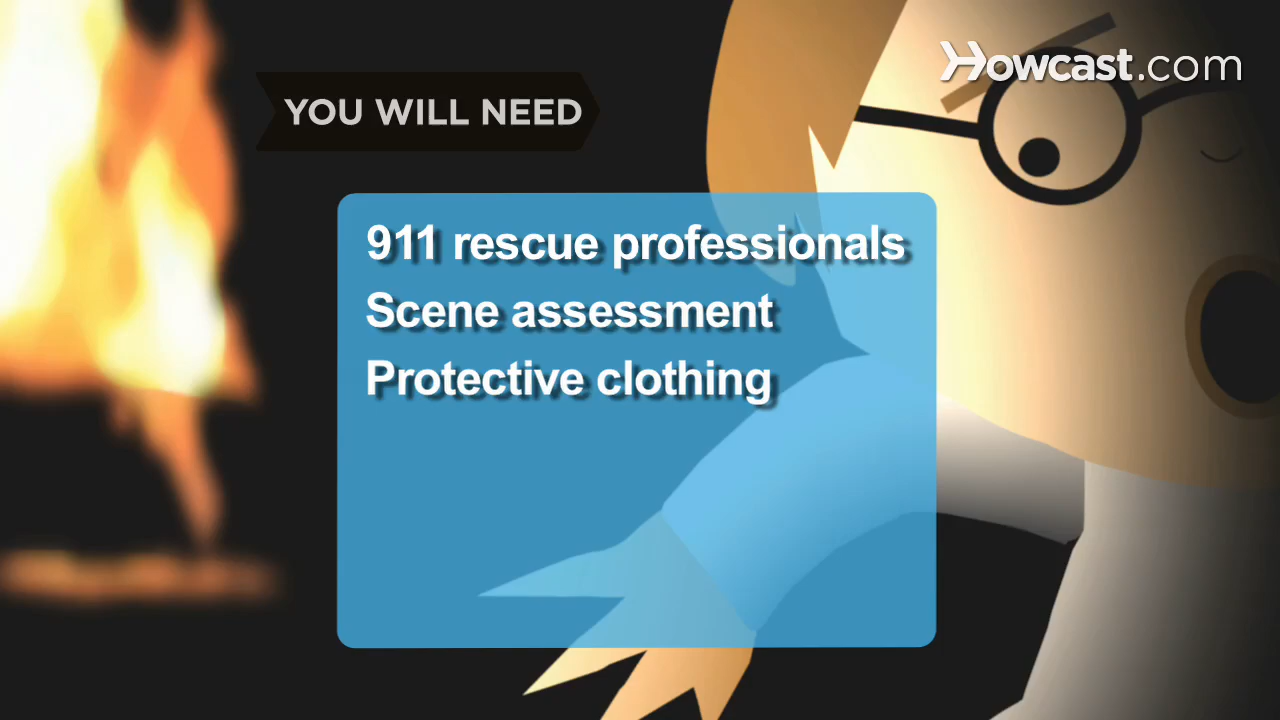 Howcast.com
YOU WILL NEED
911 rescue professionals
Scene assessment
Protective clothing